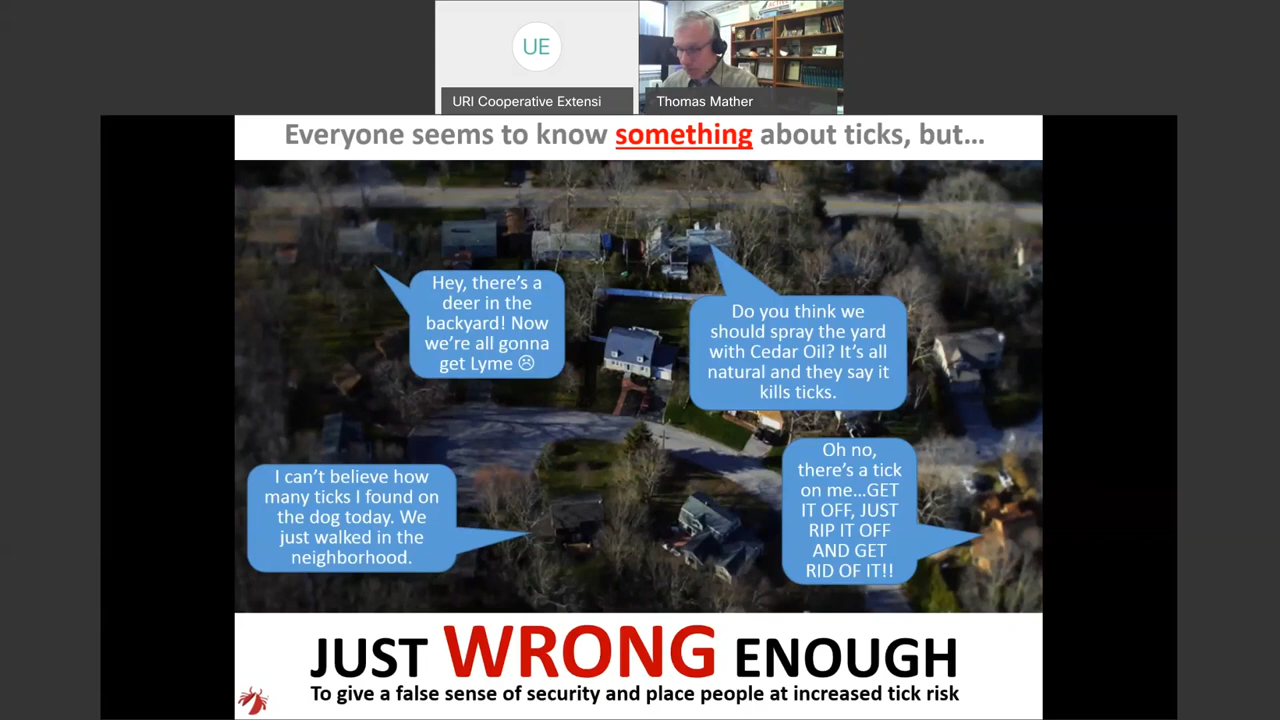 ACTIVE
UE
URI Cooperative Extensi
Thomas Mather
Everyone seems to know something about ticks, but...
Hey, there's a
deer in the
backyard! Now
we're all gonna
get Lyme ☹
Do you think we
should spray the yard
with Cedar Oil? It's all
natural and they say it
kills ticks.
I can't believe how
many ticks I found on
the dog today. We
just walked in the
neighborhood.
Oh no,
there's a tick
on me...GET
IT OFF, JUST
RIP IT OFF
AND GET
RID OF IT!!
JUST WRONG ENOUGH
To give a false sense of security and place people at increased tick risk